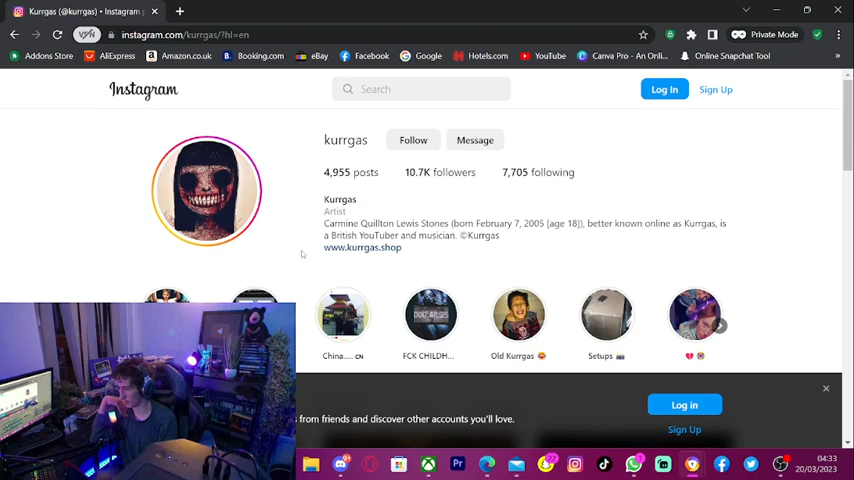 Kurrgas (@kurrgas) • Instagram p
VPN
instagram.com/kurrgas/?hl=en
Private Mode
Addons Store
AliExpress
Amazon.co.uk
Booking.com
eBay
Facebook
Google
Hotels.com
YouTube
Canva Pro - An Onli...
Online Snapchat Tool
»
Instagram
Search
Log In
Sign Up
kurrgas
Follow
Message
4,955 posts
10.7K followers
7,705 following
Kurrgas
Artist
Carmine Quillton Lewis Stones (born February 7, 2005 [age 18]), better known online as Kurrgas, is
a British YouTuber and musician. ©Kurrgas
www.kurrgas.shop
China..... CN
FCK CHILDH...
Old Kurrgas
Setups
Log in
from friends and discover other accounts you'll love.
Sign Up
04:33
20/03/2023